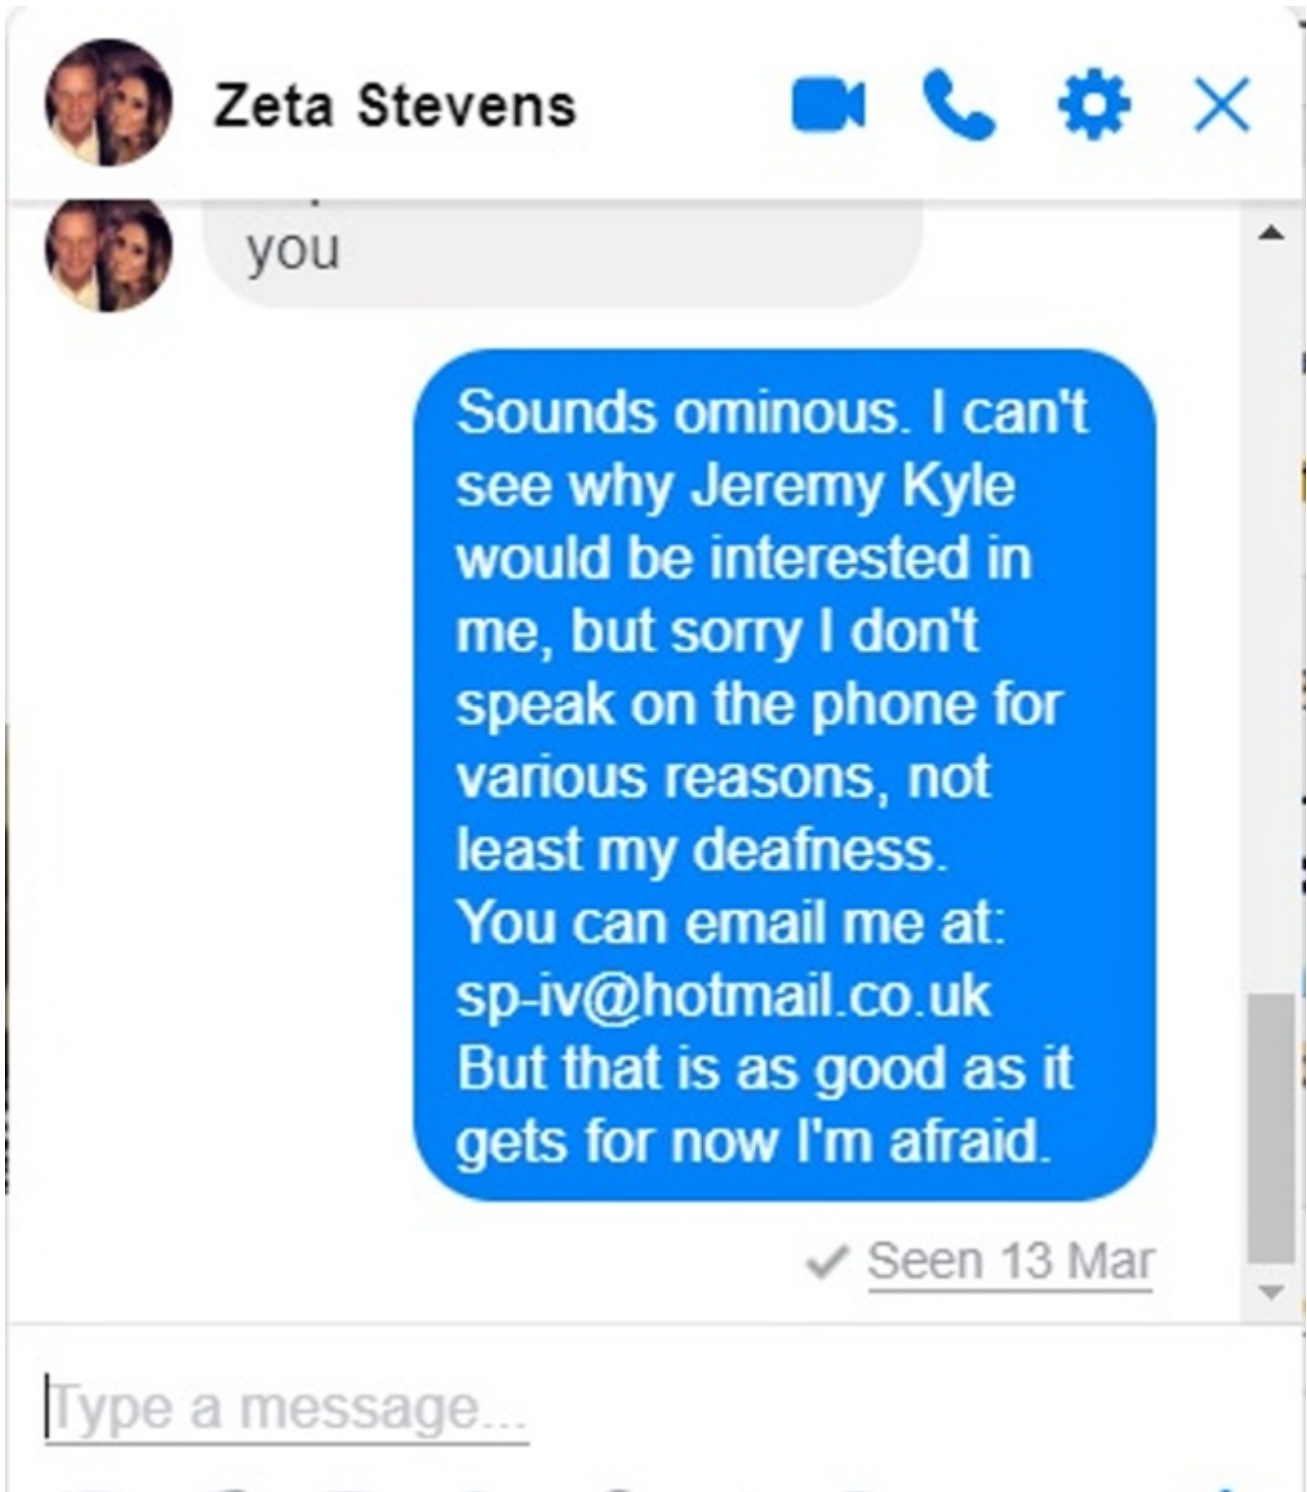 Zeta Stevens
you
Sounds ominous. I can't
see why Jeremy Kyle
would be interested in
me, but sorry I don't
speak on the phone for
various reasons, not
least my deafness.
You can email me at:
sp-iv@hotmail.co.uk
But that is as good as it
gets for now I'm afraid.
Seen 13 Mar
Type a message...